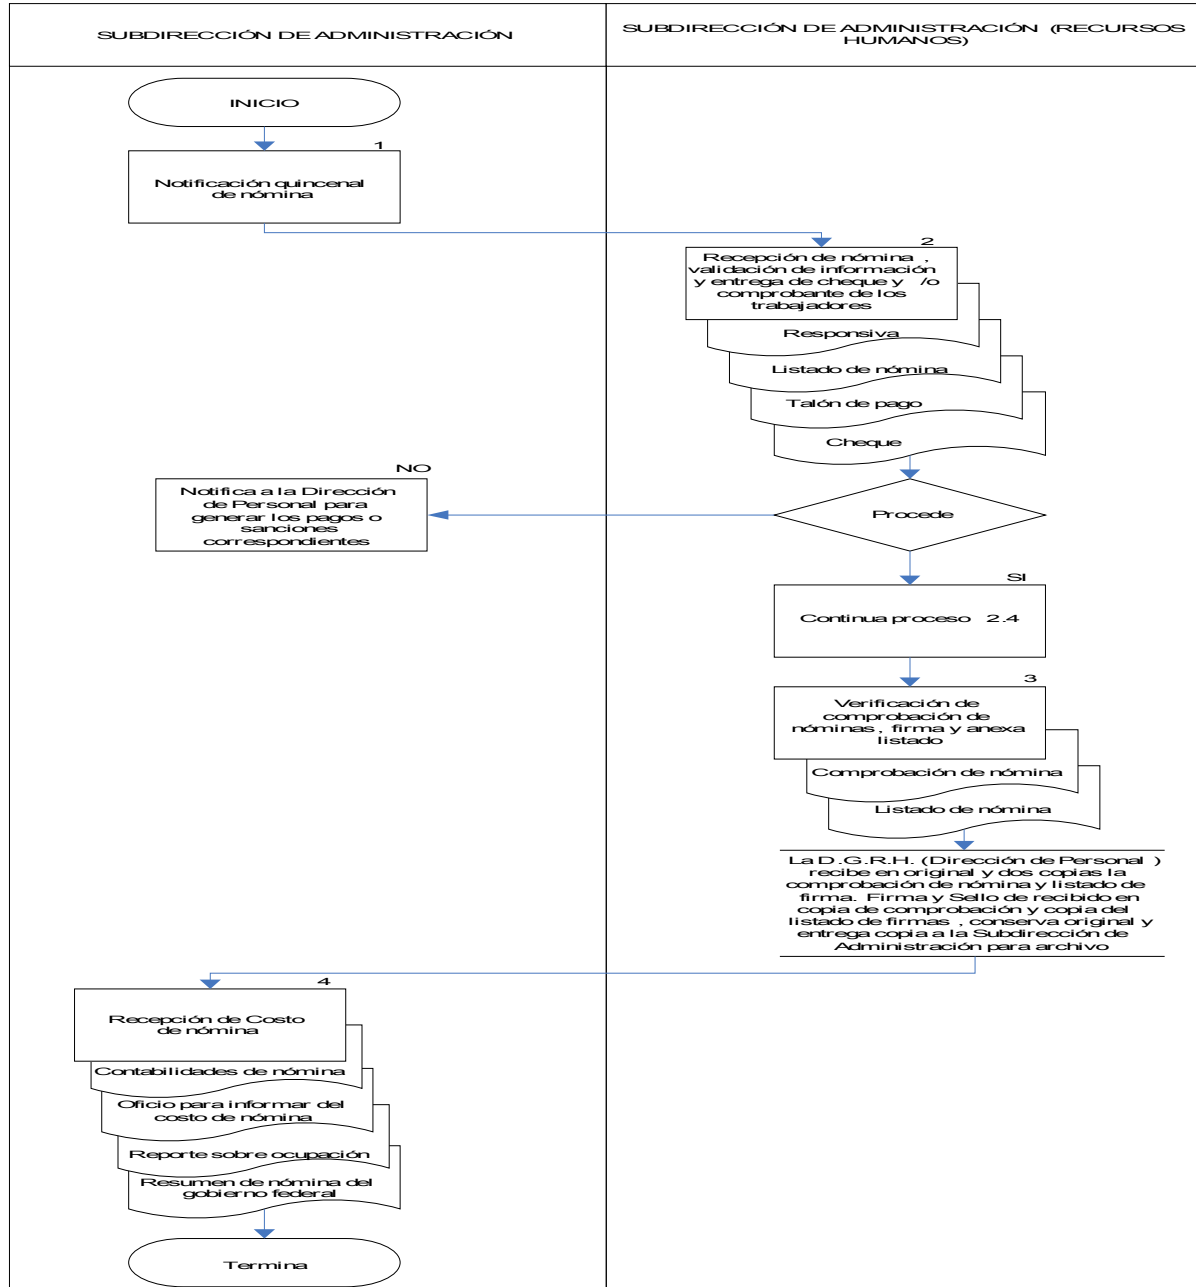 SUBDIRECCIÓN DE ADMINISTRACIÓN
SUBDIRECCIÓN DE ADMINISTRACIÓN (RECURSOS
HUMANOS)
INICIO
1
Notificación quincenal
de nómina
2
Recepción de nómina ,
validación de información
y entrega de cheque y /o
comprobante de los
trabajadores
Responsiva
Listado de nómina
Talón de pago
Cheque
NO
Notifica a la Dirección
de Personal para
generar los pagos o
sanciones
correspondientes
Procede
SI
Continua proceso 2.4
3
Verificación de
comprobación de
nóminas , firma y anexa
listado
Comprobación de nómina
Listado de nómina
La D.G.R.H. (Dirección de Personal )
recibe en original y dos copias la
comprobación de nómina y listado de
firma. Firma y Sello de recibido en
copia de comprobación y copia del
listado de firmas , conserva original y
entrega copia a la Subdirección de
Administración para archivo
4
Recepción de Costo
de nómina
Contabilidades de nómina
Oficio para informar del
costo de nómina
Reporte sobre ocupación
Resumen de nómina del
gobierno federal
Termina